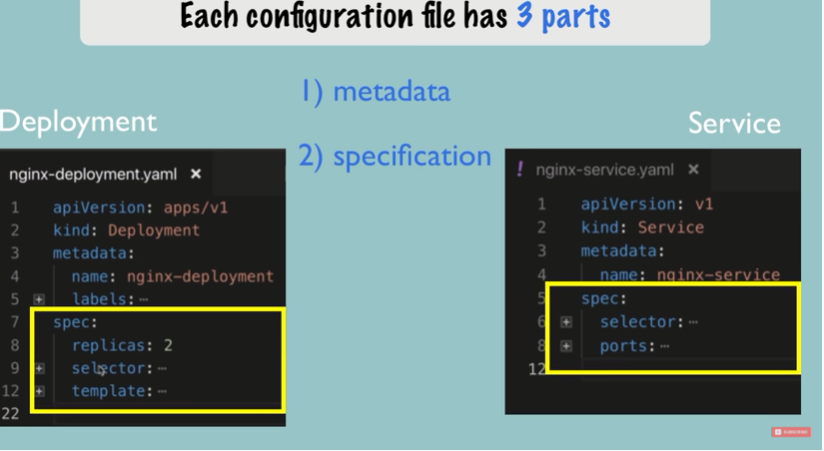 Each configuration file has 3 parts
1) metadata
2) specification
Deployment
nginx-deployment.yaml ×
1 apiVersion: apps/v1
2 kind: Deployment
3 metadata:
4 name: nginx-deployment
5 labels: ⋯
7 spec:
8 replicas: 2
9 selector: ⋯
12 template: ⋯
22
Service
! nginx-service.yaml ×
1 apiVersion: v1
2 kind: Service
3 metadata:
4 name: nginx-service
5 spec:
6 selector: ⋯
8 ports: ⋯
12
SUBSCRIBE